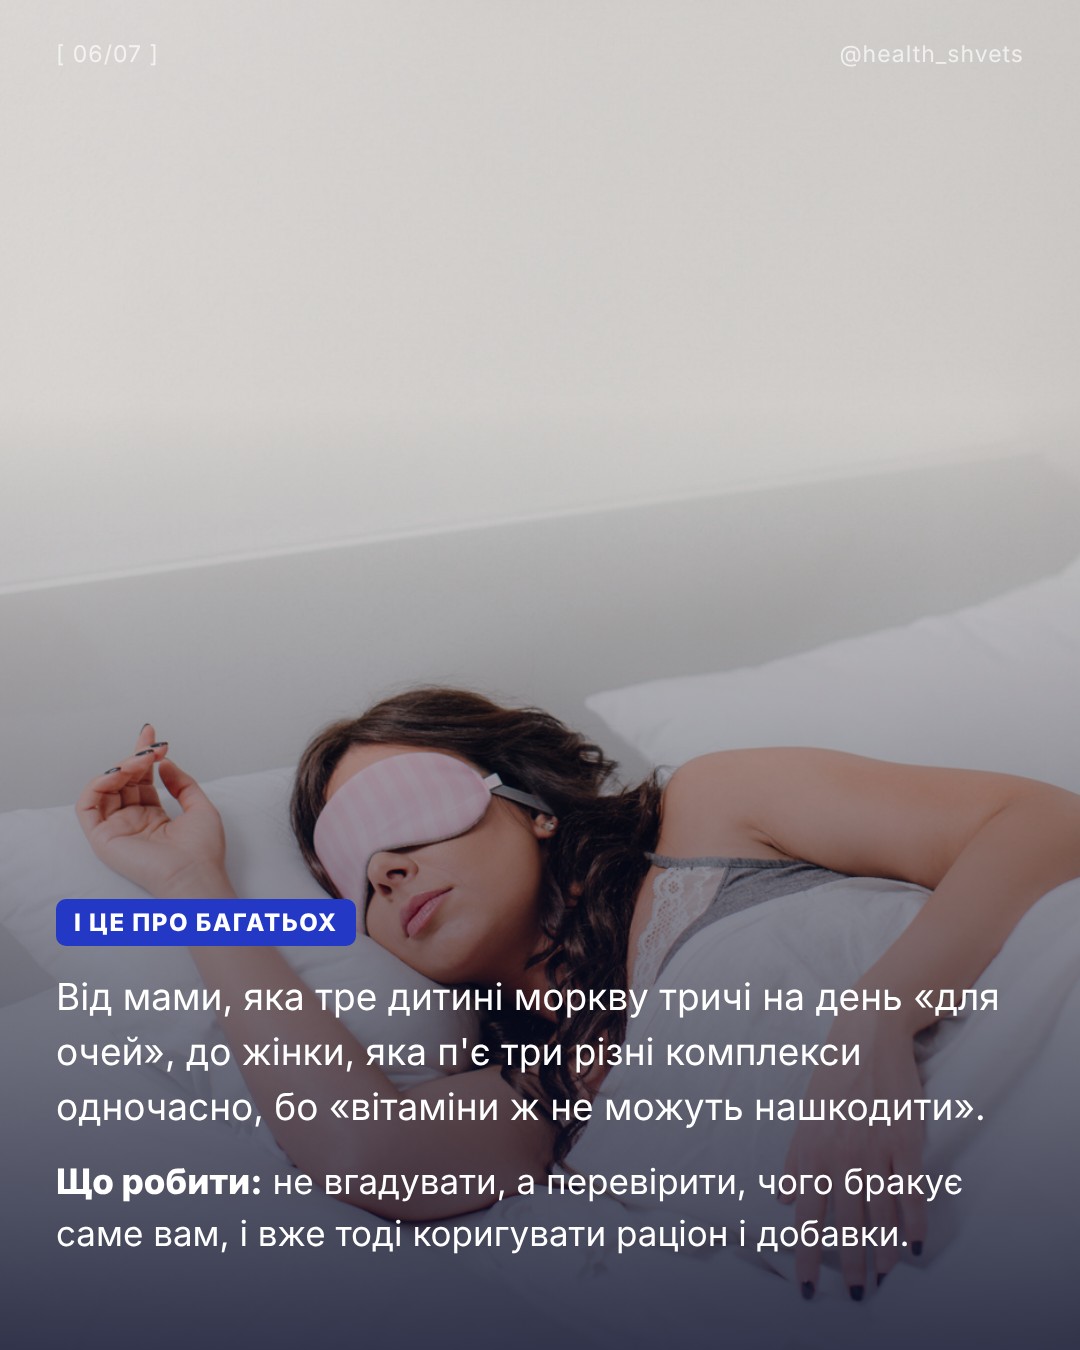 [ 06/07 ]
@health_shvets
І ЦЕ ПРО БАГАТЬОХ
Від мами, яка тре дитині моркву тричі на день «для
очей», до жінки, яка п'є три різні комплекси
одночасно, бо «вітаміни ж не можуть нашкодити».
Що робити: не вгадувати, а перевірити, чого бракує
саме вам, і вже тоді коригувати раціон і добавки.